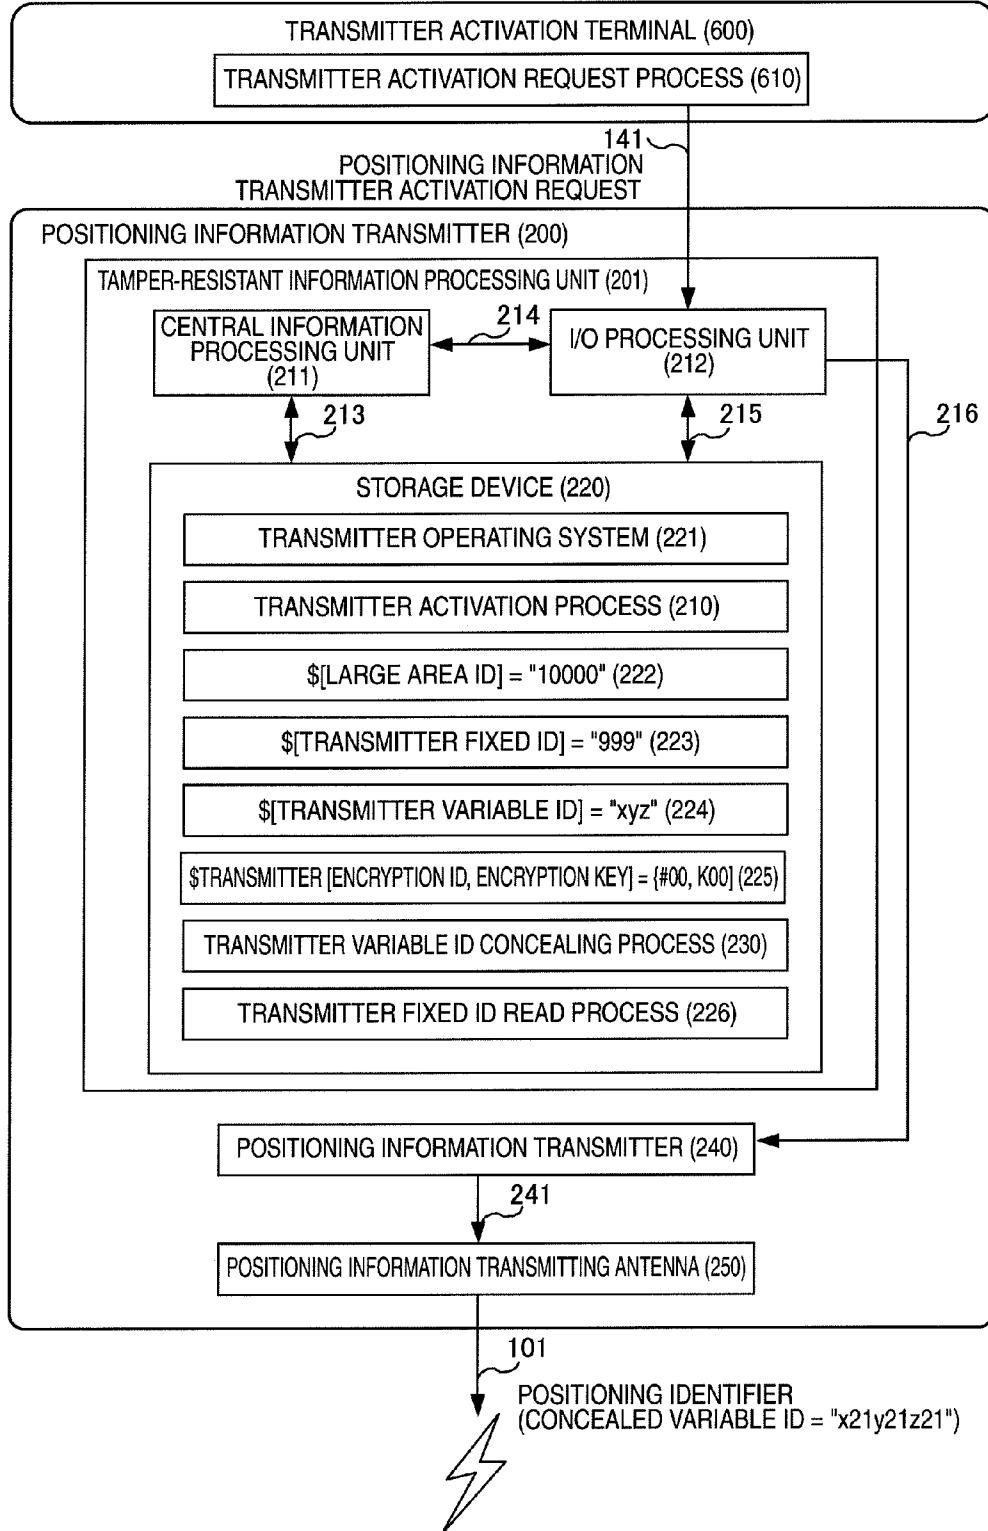 TRANSMITTER ACTIVATION TERMINAL (600)
TRANSMITTER ACTIVATION REQUEST PROCESS (610)
141
POSITIONING INFORMATION
TRANSMITTER ACTIVATION REQUEST
POSITIONING INFORMATION TRANSMITTER (200)
TAMPER-RESISTANT INFORMATION PROCESSING UNIT (201)
CENTRAL INFORMATION
PROCESSING UNIT
(211)
214
I/O PROCESSING UNIT
(212)
213
215
216
STORAGE DEVICE (220)
TRANSMITTER OPERATING SYSTEM (221)
TRANSMITTER ACTIVATION PROCESS (210)
$[LARGE AREA ID] = "10000" (222)
$[TRANSMITTER FIXED ID] = "999" (223)
$[TRANSMITTER VARIABLE ID] = "xyz" (224)
$TRANSMITTER [ENCRYPTION ID, ENCRYPTION KEY] = {#00, K00] (225)
TRANSMITTER VARIABLE ID CONCEALING PROCESS (230)
TRANSMITTER FIXED ID READ PROCESS (226)
POSITIONING INFORMATION TRANSMITTER (240)
241
POSITIONING INFORMATION TRANSMITTING ANTENNA (250)
101
POSITIONING IDENTIFIER
(CONCEALED VARIABLE ID = "x21y21z21")